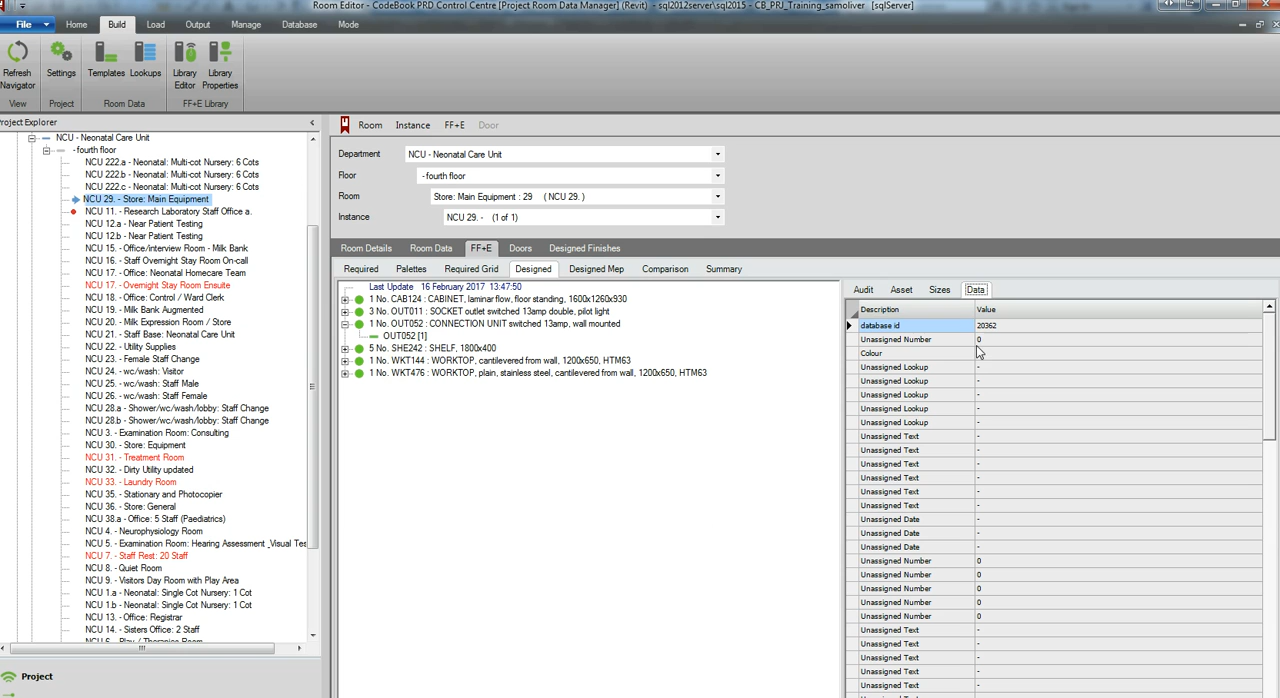 Room Editor - CodeBook PRD Control Centre [Project Room Data Manager] (Revit) - sql2012server\sql2015 - CB_PRJ_Training_samoliver [sqlServer]
File Home Build Load Output Manage Database Mode
Refresh Navigator
Settings
Templates
Lookups
Library Editor
Library Properties
View Project Room Data FF+E Library
Project Explorer
NCU - Neonatal Care Unit
- fourth floor
NCU 222.a - Neonatal: Multi-cot Nursery: 6 Cots
NCU 222.b - Neonatal: Multi-cot Nursery: 6 Cots
NCU 222.c - Neonatal: Multi-cot Nursery: 6 Cots
NCU 29. - Store: Main Equipment
NCU 11. - Research Laboratory Staff Office a.
NCU 12.a - Near Patient Testing
NCU 12.b - Near Patient Testing
NCU 15. - Office/interview Room - Milk Bank
NCU 16. - Staff Overnight Stay Room On-call
NCU 17. - Office: Neonatal Homecare Team
NCU 17. - Overnight Stay Room Ensuite
NCU 18. - Office: Control / Ward Clerk
NCU 19. - Milk Bank Augmented
NCU 20. - Milk Expression Room / Store
NCU 21. - Staff Base: Neonatal Care Unit
NCU 22. - Utility Supplies
NCU 23. - Female Staff Change
NCU 24. - wc/wash: Visitor
NCU 25. - wc/wash: Staff Male
NCU 26. - wc/wash: Staff Female
NCU 28.a - Shower/wc/wash/lobby: Staff Change
NCU 28.b - Shower/wc/wash/lobby: Staff Change
NCU 3. - Examination Room: Consulting
NCU 30. - Store: Equipment
NCU 31. - Treatment Room
NCU 32. - Dirty Utility updated
NCU 33. - Laundry Room
NCU 35. - Stationary and Photocopier
NCU 36. - Store: General
NCU 38.a - Office: 5 Staff (Paediatrics)
NCU 4. - Neurophysiology Room
NCU 5. - Examination Room: Hearing Assessment _Visual Tes
NCU 7. - Staff Rest: 20 Staff
NCU 8. - Quiet Room
NCU 9. - Visitors Day Room with Play Area
NCU 1.a - Neonatal: Single Cot Nursery: 1 Cot
NCU 1.b - Neonatal: Single Cot Nursery: 1 Cot
NCU 13. - Office: Registrar
NCU 14. - Sisters Office: 2 Staff
NCU 6. - Play / Therapies Room
Project
Room Instance FF+E Door
Department NCU - Neonatal Care Unit
Floor - fourth floor
Room Store: Main Equipment : 29 ( NCU 29. )
Instance NCU 29. - (1 of 1)
Room Details Room Data FF+E Doors Designed Finishes
Required Palettes Required Grid Designed Designed Mep Comparison Summary
Last Update 16 February 2017 13:47:50
1 No. CAB124 : CABINET, laminar flow, floor standing, 1600x1260x930
3 No. OUT011 : SOCKET outlet switched 13amp double, pilot light
1 No. OUT052 : CONNECTION UNIT switched 13amp, wall mounted
OUT052 [1]
5 No. SHE242 : SHELF, 1800x400
1 No. WKT144 : WORKTOP, cantilevered from wall, 1200x650, HTM63
1 No. WKT476 : WORKTOP, plain, stainless steel, cantilevered from wall, 1200x650, HTM63
Audit Asset Sizes Data
Description Value
database id 20362
Unassigned Number 0
Colour
Unassigned Lookup -
Unassigned Lookup -
Unassigned Lookup -
Unassigned Lookup -
Unassigned Lookup -
Unassigned Text -
Unassigned Text -
Unassigned Text -
Unassigned Text -
Unassigned Text -
Unassigned Text -
Unassigned Date -
Unassigned Date -
Unassigned Date -
Unassigned Number 0
Unassigned Number 0
Unassigned Number 0
Unassigned Number 0
Unassigned Number 0
Unassigned Text -
Unassigned Text -
Unassigned Text -
Unassigned Text -
Unassigned Text -